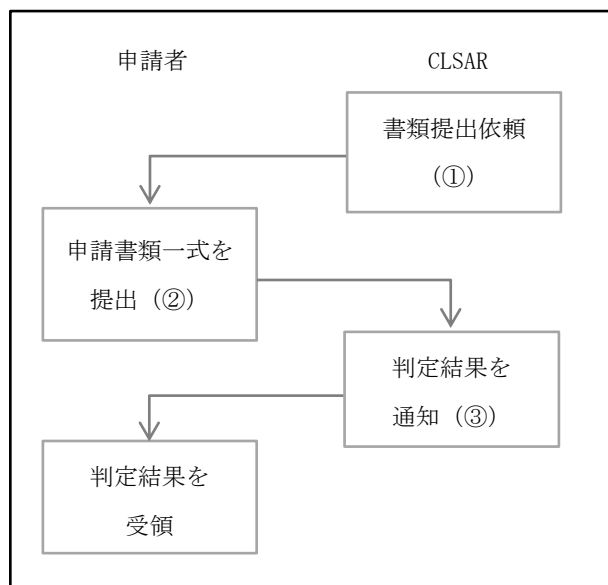 申請者
CLSAR
書類提出依頼
(①)
申請書類一式を
提出 (②)
判定結果を
通知 (③)
判定結果を
受領